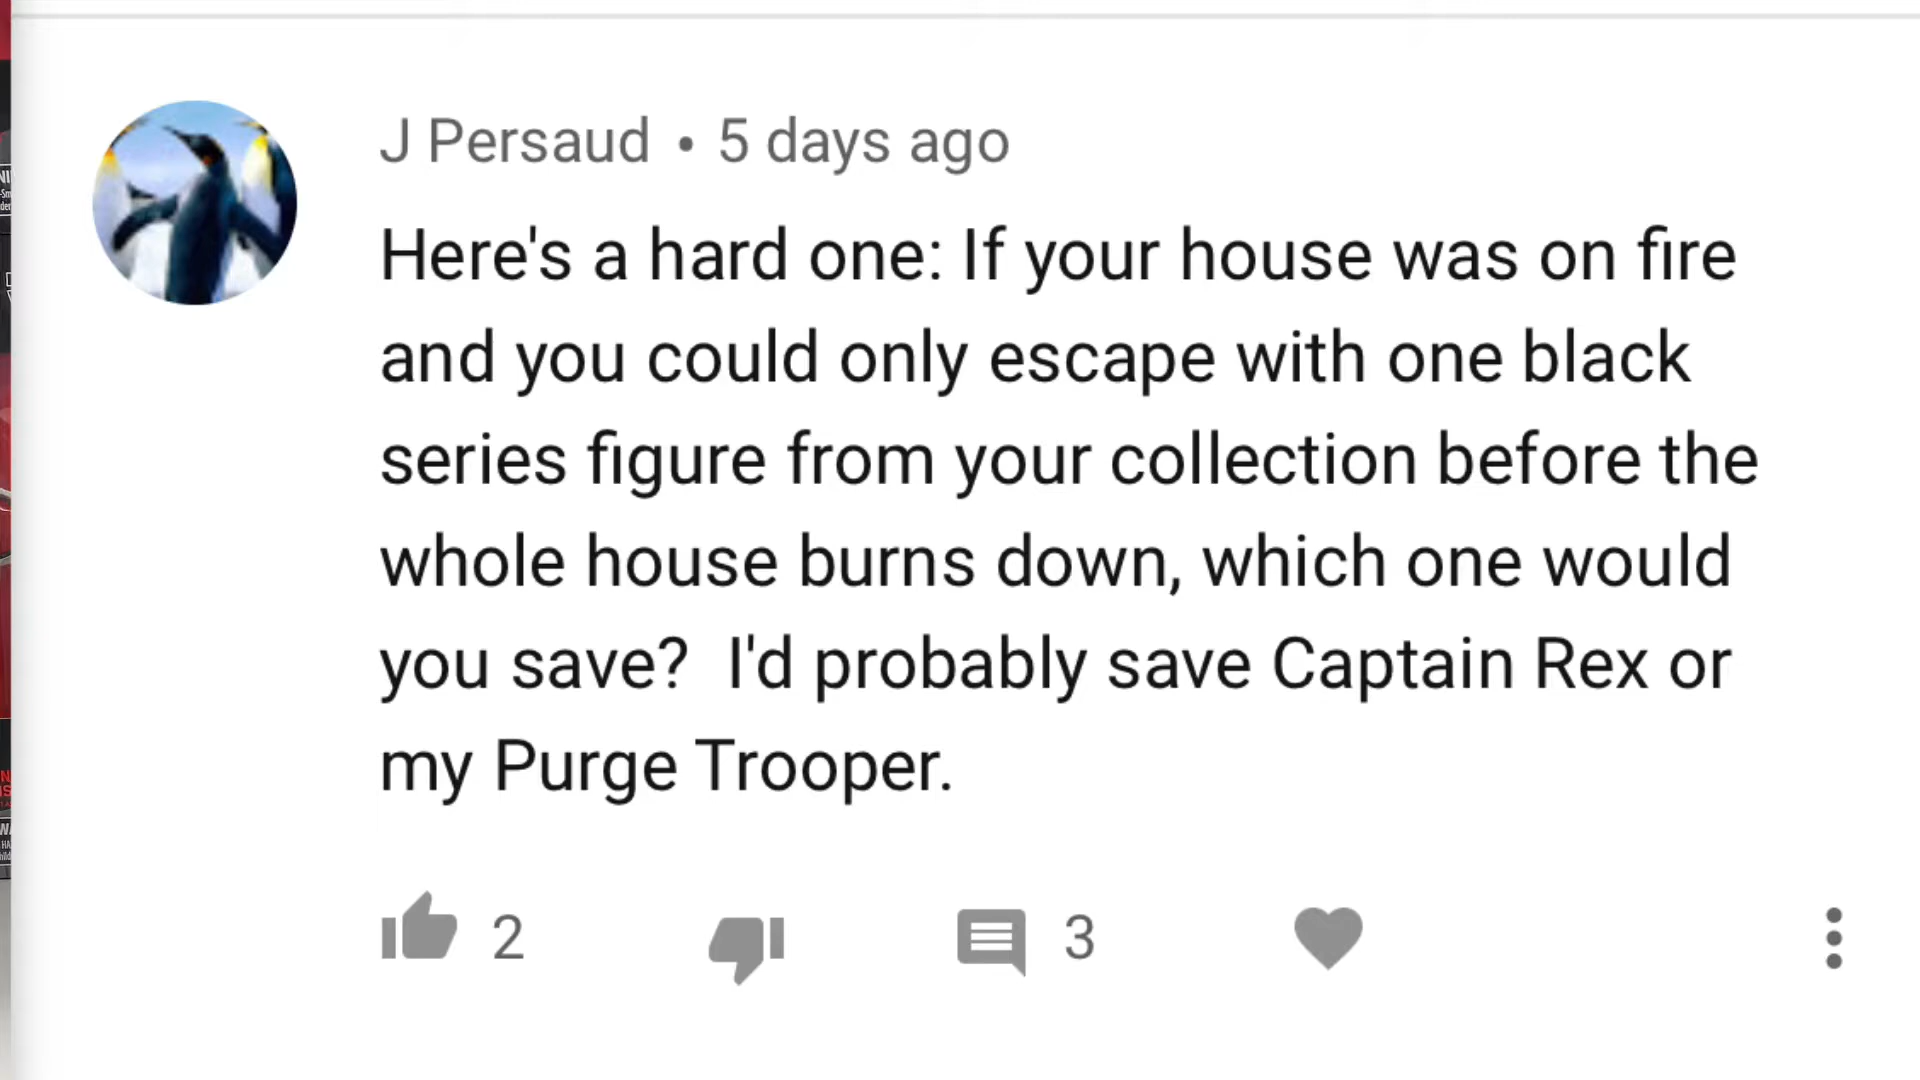 J Persaud • 5 days ago
Here's a hard one: If your house was on fire
and you could only escape with one black
series figure from your collection before the
whole house burns down, which one would
you save?  I'd probably save Captain Rex or
my Purge Trooper.
2 3